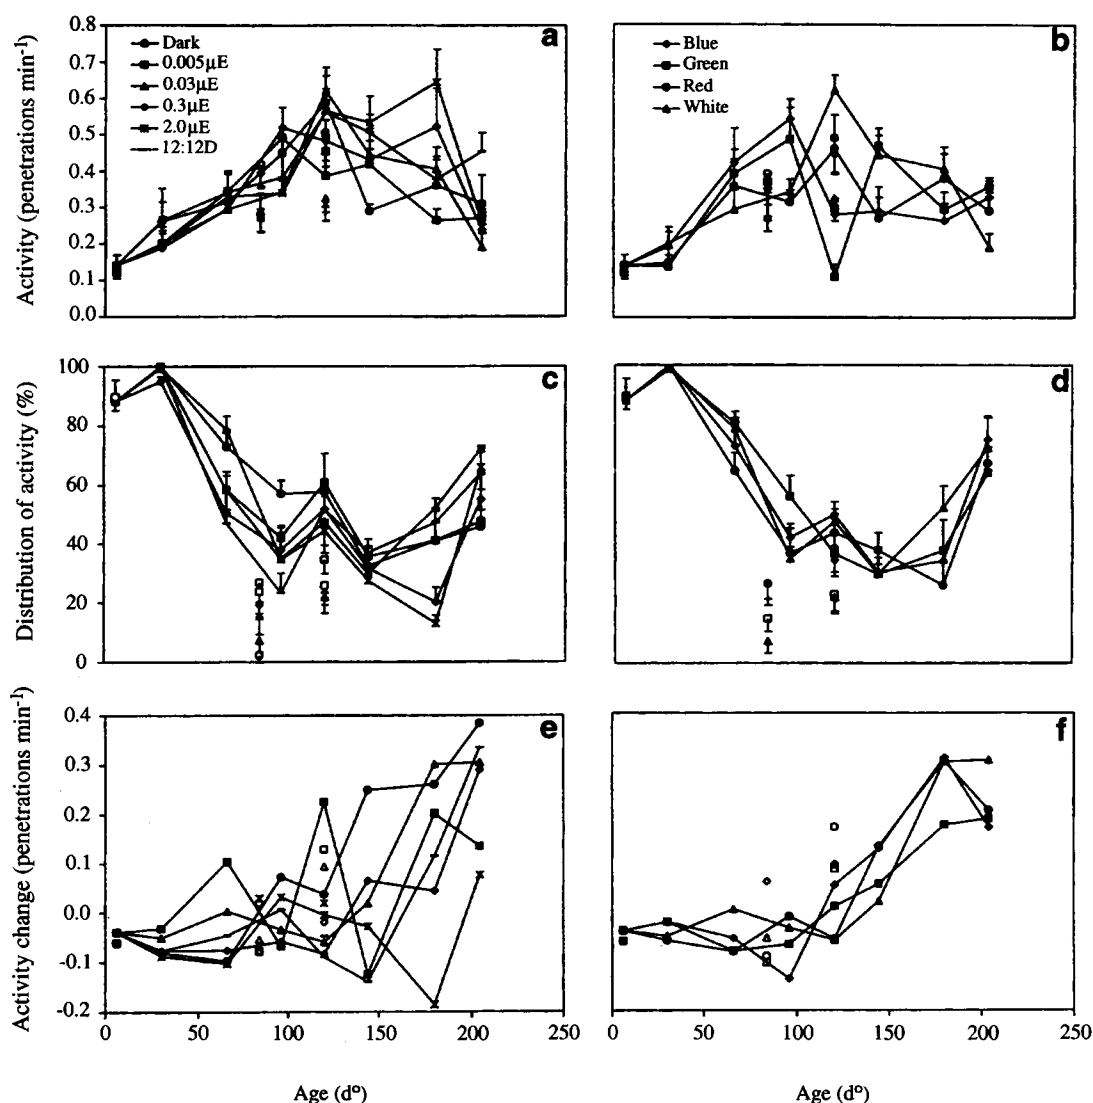 Activity (penetrations min⁻¹)
0.8
0.7
0.6
0.5
0.4
0.3
0.2
0.1
0.0
Dark
0.005µE
0.03µE
0.3µE
2.0µE
12:12D
a
Blue
Green
Red
White
b
Distribution of activity (%)
100
80
60
40
20
0
c
d
Activity change (penetrations min⁻¹)
0.4
0.3
0.2
0.1
0.0
-0.1
-0.2
e
f
0 50 100 150 200 250
0 50 100 150 200 250
Age (d°) Age (d°)